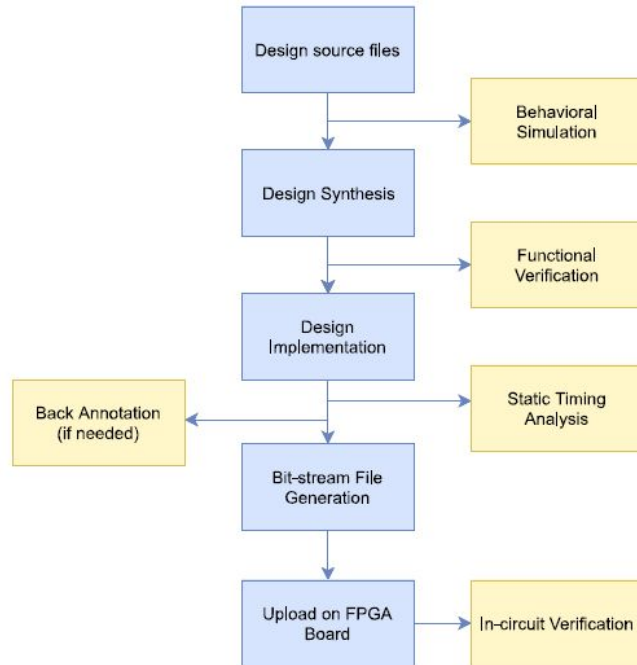 Design source files
Behavioral
Simulation
Design Synthesis
Functional
Verification
Design
Implementation
Back Annotation
(if needed)
Static Timing
Analysis
Bit-stream File
Generation
Upload on FPGA
Board
In-circuit Verification